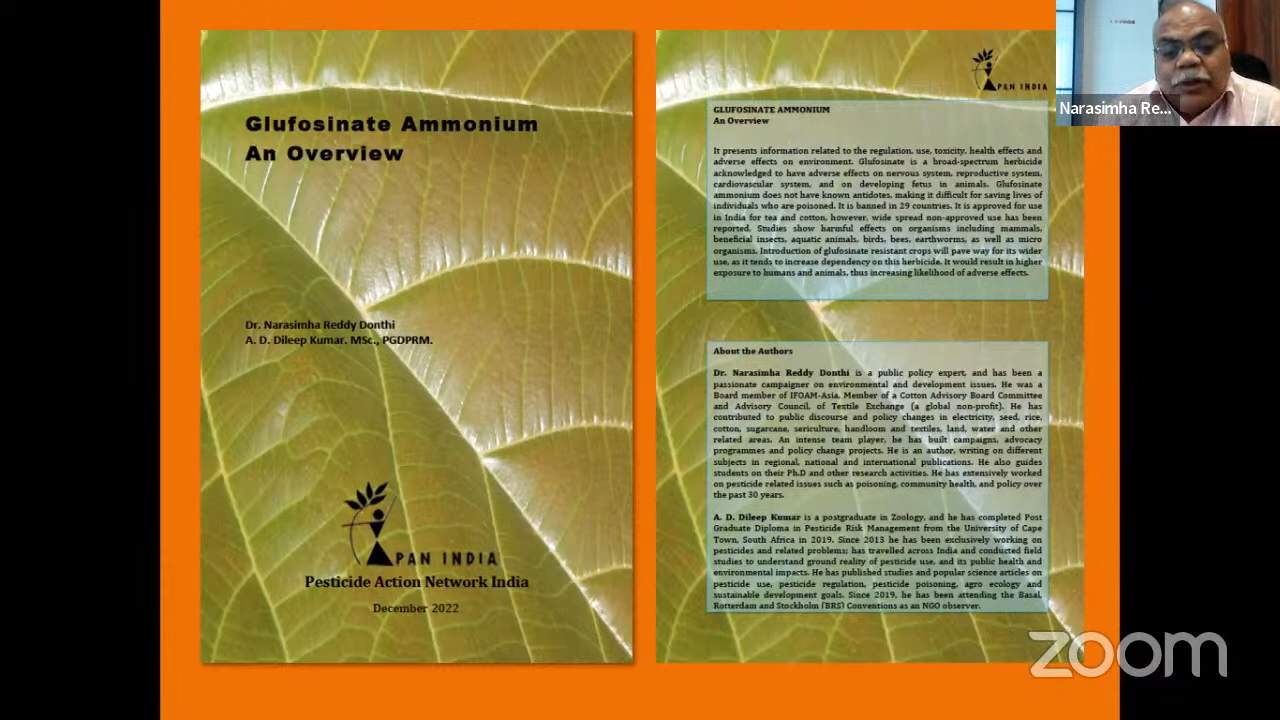 Glufosinate Ammonium
An Overview
Dr. Narasimha Reddy Donthi
A. D. Dileep Kumar. MSc., PGDPRM.
PAN INDIA
Pesticide Action Network India
December 2022
PAN INDIA
GLUFOSINATE AMMONIUM
An Overview
It presents information related to the regulation, use, toxicity, health effects and
adverse effects on environment. Glufosinate is a broad-spectrum herbicide
acknowledged to have adverse effects on nervous system, reproductive system,
cardiovascular system, and on developing fetus in animals. Glufosinate
ammonium does not have known antidotes, making it difficult for saving lives of
individuals who are poisoned. It is banned in 29 countries. It is approved for use
in India for tea and cotton, however, wide spread non-approved use has been
reported. Studies show harmful effects on organisms including mammals,
beneficial insects, aquatic animals, birds, bees, earthworms, as well as micro
organisms. Introduction of glufosinate resistant crops will pave way for its wider
use, as it tends to increase dependency on this herbicide. It would result in higher
exposure to humans and animals, thus increasing likelihood of adverse effects.
About the Authors
Dr. Narasimha Reddy Donthi is a public policy expert, and has been a
passionate campaigner on environmental and development issues. He was a
Board member of IFOAM-Asia. Member of a Cotton Advisory Board Committee
and Advisory Council, of Textile Exchange (a global non-profit). He has
contributed to public discourse and policy changes in electricity, seed, rice,
cotton, sugarcane, sericulture, handloom and textiles, land, water and other
related areas. An intense team player, he has built campaigns, advocacy
programmes and policy change projects. He is an author, writing on different
subjects in regional, national and international publications. He also guides
students on their Ph.D and other research activities. He has extensively worked
on pesticide related issues such as poisoning, community health, and policy over
the past 30 years.
A. D. Dileep Kumar is a postgraduate in Zoology, and he has completed Post
Graduate Diploma in Pesticide Risk Management from the University of Cape
Town, South Africa in 2019. Since 2013 he has been exclusively working on
pesticides and related problems; has travelled across India and conducted field
studies to understand ground reality of pesticide use, and its public health and
environmental impacts. He has published studies and popular science articles on
pesticide use, pesticide regulation, pesticide poisoning, agro ecology and
sustainable development goals. Since 2019, he has been attending the Basal,
Rotterdam and Stockholm (BRS) Conventions as an NGO observer.
Narasimha Re...
zoom